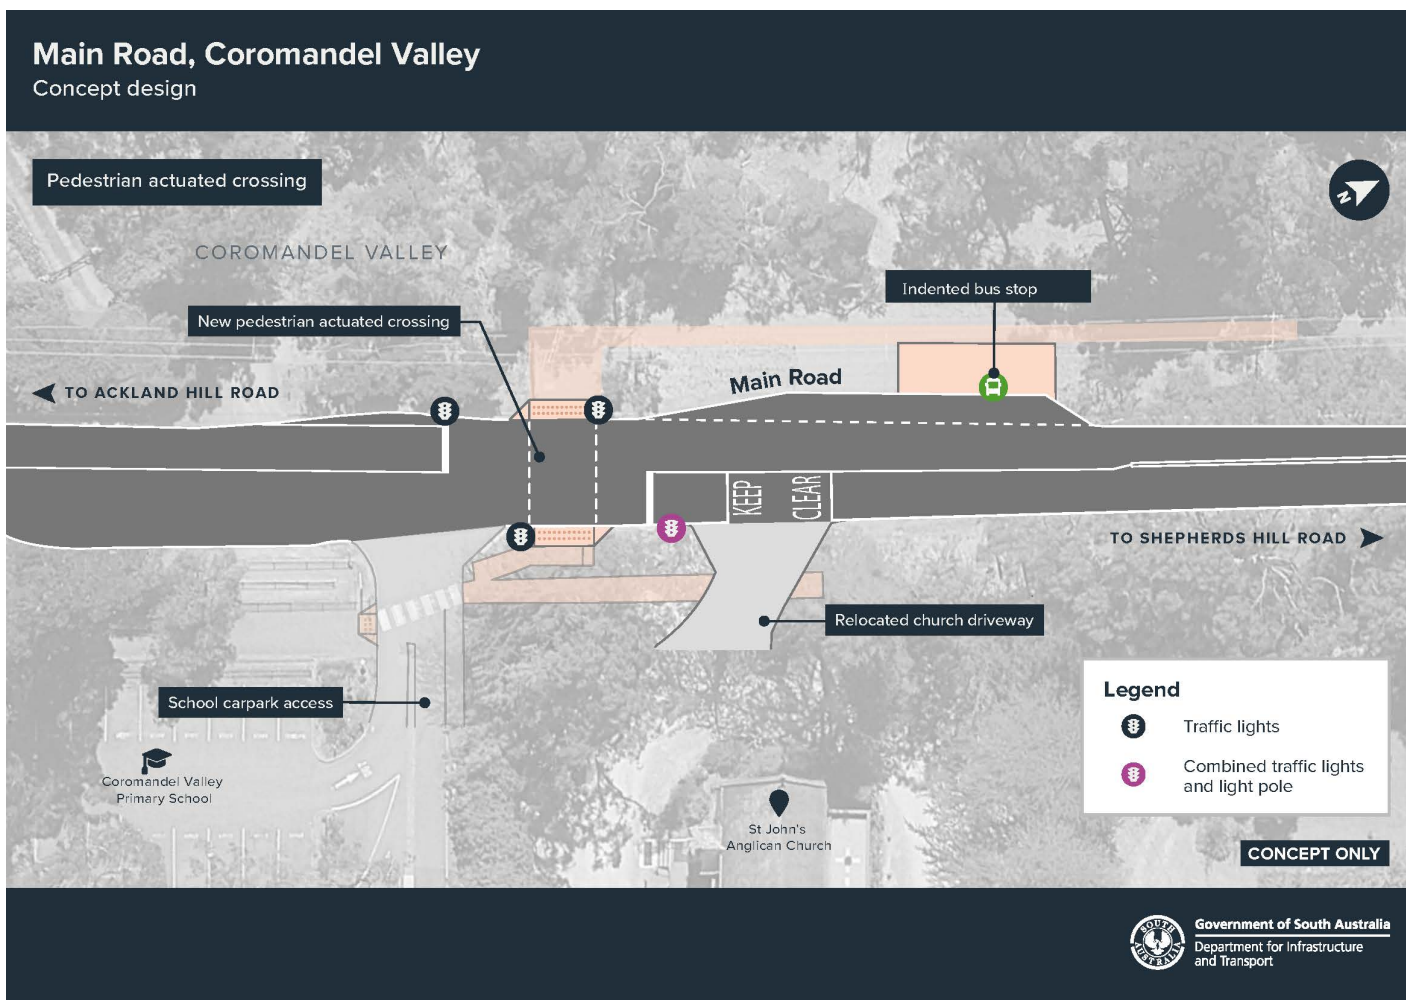 Main Road, Coromandel Valley
Concept design
Pedestrian actuated crossing
N
COROMANDEL VALLEY
Indented bus stop
New pedestrian actuated crossing
Main Road
TO ACKLAND HILL ROAD
KEEP
CLEAR
TO SHEPHERDS HILL ROAD
Relocated church driveway
School carpark access
Legend
Traffic lights
Combined traffic lights
and light pole
Coromandel Valley
Primary School
St John's
Anglican Church
CONCEPT ONLY
SOUTH
AUSTRALIA
Government of South Australia
Department for Infrastructure
and Transport